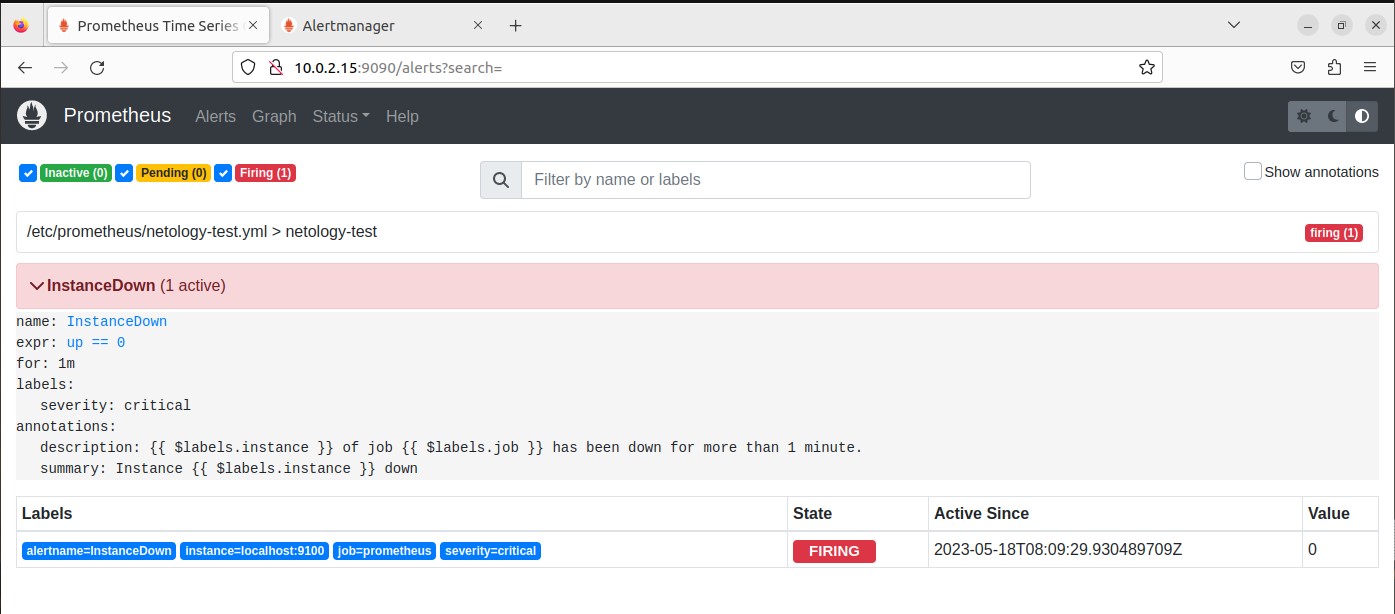 Prometheus Time Series
Alertmanager
10.0.2.15:9090/alerts?search=
Prometheus Alerts Graph Status Help
Inactive (0) Pending (0) Firing (1) Filter by name or labels Show annotations
/etc/prometheus/netology-test.yml > netology-test firing (1)
InstanceDown (1 active)
name: InstanceDown
expr: up == 0
for: 1m
labels:
severity: critical
annotations:
description: {{ $labels.instance }} of job {{ $labels.job }} has been down for more than 1 minute.
summary: Instance {{ $labels.instance }} down
Labels State Active Since Value
alertname=InstanceDown instance=localhost:9100 job=prometheus severity=critical FIRING 2023-05-18T08:09:29.930489709Z 0